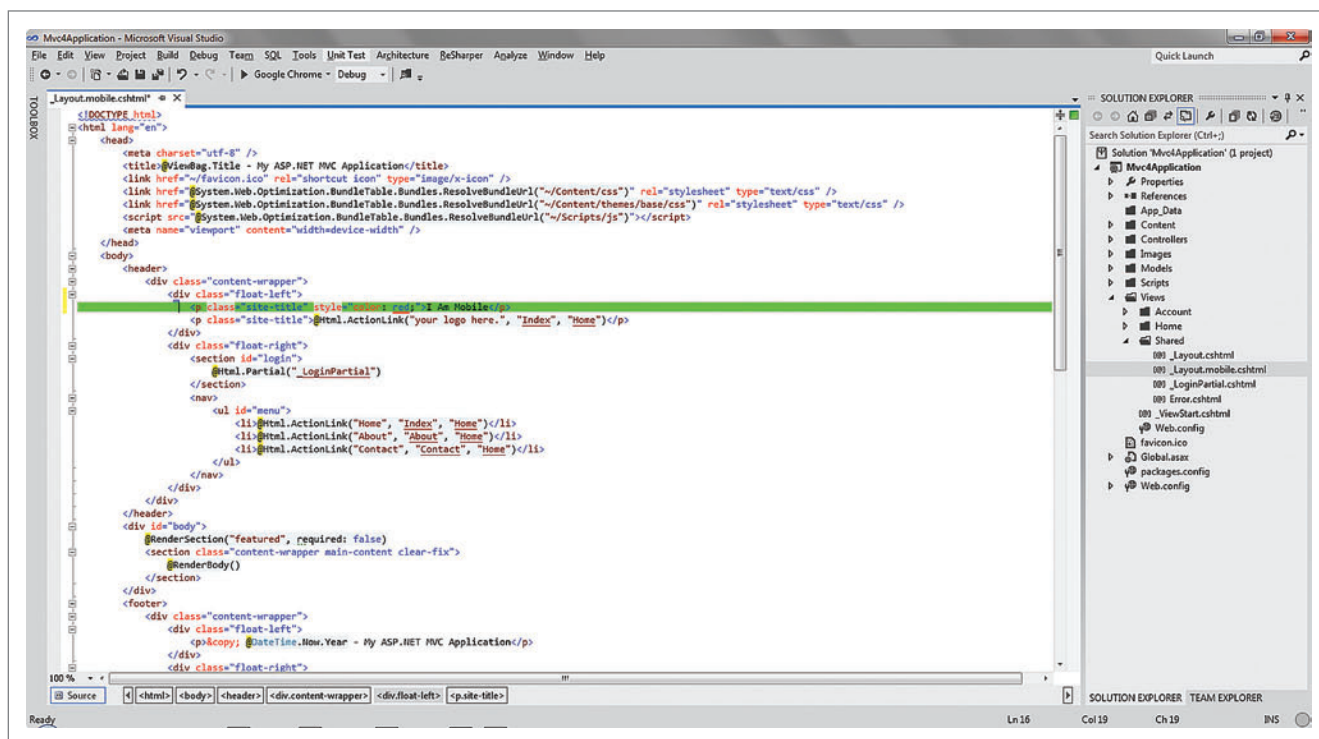 Mvc4Application - Microsoft Visual Studio
File Edit View Project Build Debug Team SQL Tools Unit Test Architecture ReSharper Analyze Window Help
Quick Launch
Google Chrome Debug
TOOLBOX
_Layout.mobile.cshtml*
<!DOCTYPE html>
<html lang="en">
<head>
<meta charset="utf-8" />
<title>@ViewBag.Title - My ASP.NET MVC Application</title>
<link href="~/favicon.ico" rel="shortcut icon" type="image/x-icon" />
<link href="@System.Web.Optimization.BundleTable.Bundles.ResolveBundleUrl("~/Content/css")" rel="stylesheet" type="text/css" />
<link href="@System.Web.Optimization.BundleTable.Bundles.ResolveBundleUrl("~/Content/themes/base/css")" rel="stylesheet" type="text/css" />
<script src="@System.Web.Optimization.BundleTable.Bundles.ResolveBundleUrl("~/Scripts/js")"></script>
<meta name="viewport" content="width=device-width" />
</head>
<body>
<header>
<div class="content-wrapper">
<div class="float-left">
<p class="site-title" style="color: red;">I Am Mobile</p>
<p class="site-title">@Html.ActionLink("your logo here.", "Index", "Home")</p>
</div>
<div class="float-right">
<section id="login">
@Html.Partial("_LoginPartial")
</section>
<nav>
<ul id="menu">
<li>@Html.ActionLink("Home", "Index", "Home")</li>
<li>@Html.ActionLink("About", "About", "Home")</li>
<li>@Html.ActionLink("Contact", "Contact", "Home")</li>
</ul>
</nav>
</div>
</div>
</header>
<div id="body">
@RenderSection("featured", required: false)
<section class="content-wrapper main-content clear-fix">
@RenderBody()
</section>
</div>
<footer>
<div class="content-wrapper">
<div class="float-left">
<p>&copy; @DateTime.Now.Year - My ASP.NET MVC Application</p>
</div>
<div class="float-right">
100 %
Source <html> <body> <header> <div.content-wrapper> <div.float-left> <p.site-title>
SOLUTION EXPLORER
Search Solution Explorer (Ctrl+;)
Solution 'Mvc4Application' (1 project)
Mvc4Application
Properties
References
App_Data
Content
Controllers
Images
Models
Scripts
Views
Account
Home
Shared
_Layout.cshtml
_Layout.mobile.cshtml
_LoginPartial.cshtml
Error.cshtml
_ViewStart.cshtml
Web.config
favicon.ico
Global.asax
packages.config
Web.config
SOLUTION EXPLORER TEAM EXPLORER
Ready Ln 16 Col 19 Ch 19 INS